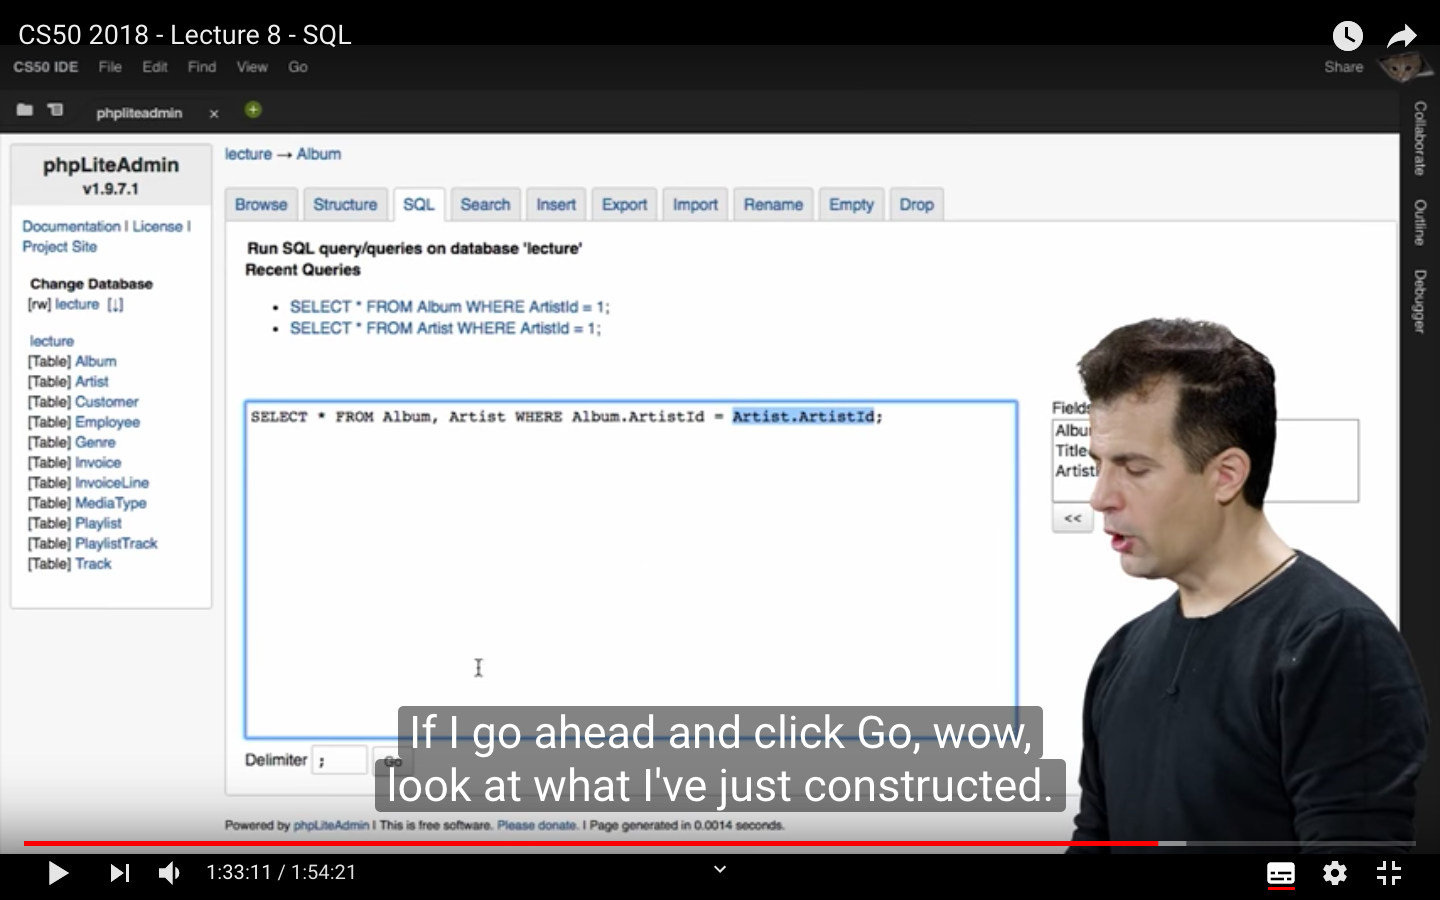 CS50 2018 - Lecture 8 - SQL
CS50 IDE File Edit Find View Go
Share
phpliteadmin x
Collaborate
Outline
Debugger
phpLiteAdmin
v1.9.7.1
Documentation | License |
Project Site
Change Database
[rw] lecture [↓]
lecture
[Table] Album
[Table] Artist
[Table] Customer
[Table] Employee
[Table] Genre
[Table] Invoice
[Table] InvoiceLine
[Table] MediaType
[Table] Playlist
[Table] PlaylistTrack
[Table] Track
lecture → Album
Browse Structure SQL Search Insert Export Import Rename Empty Drop
Run SQL query/queries on database 'lecture'
Recent Queries
• SELECT * FROM Album WHERE ArtistId = 1;
• SELECT * FROM Artist WHERE ArtistId = 1;
SELECT * FROM Album, Artist WHERE Album.ArtistId = Artist.ArtistId;
Fields
Albu
Title
Artist
<<
Delimiter ; Go
If I go ahead and click Go, wow,
look at what I've just constructed.
Powered by phpLiteAdmin | This is free software. Please donate. | Page generated in 0.0014 seconds.
1:33:11 / 1:54:21